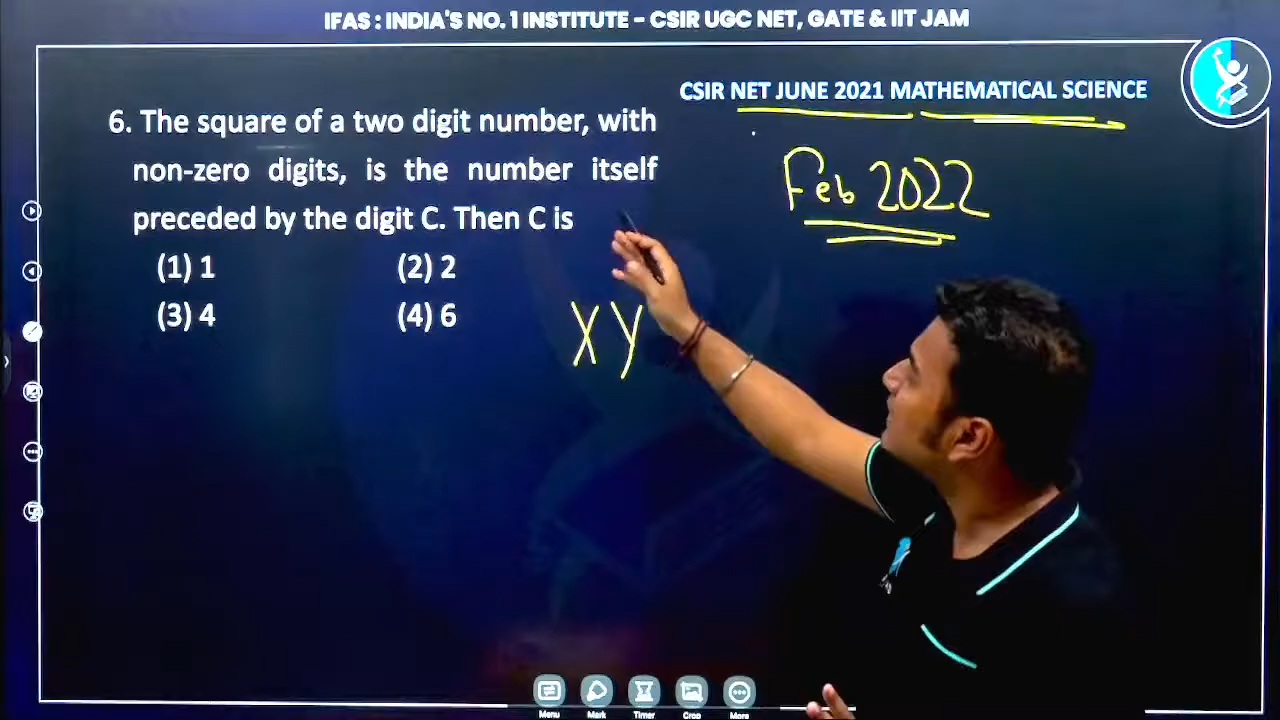 IFAS : INDIA'S NO. 1 INSTITUTE – CSIR UGC NET, GATE & IIT JAM
CSIR NET JUNE 2021 MATHEMATICAL SCIENCE
Feb 2022
6. The square of a two digit number, with
non-zero digits, is the number itself
preceded by the digit C. Then C is
(1) 1 (2) 2
(3) 4 (4) 6
X Y
Menu Mark Timer Crop More